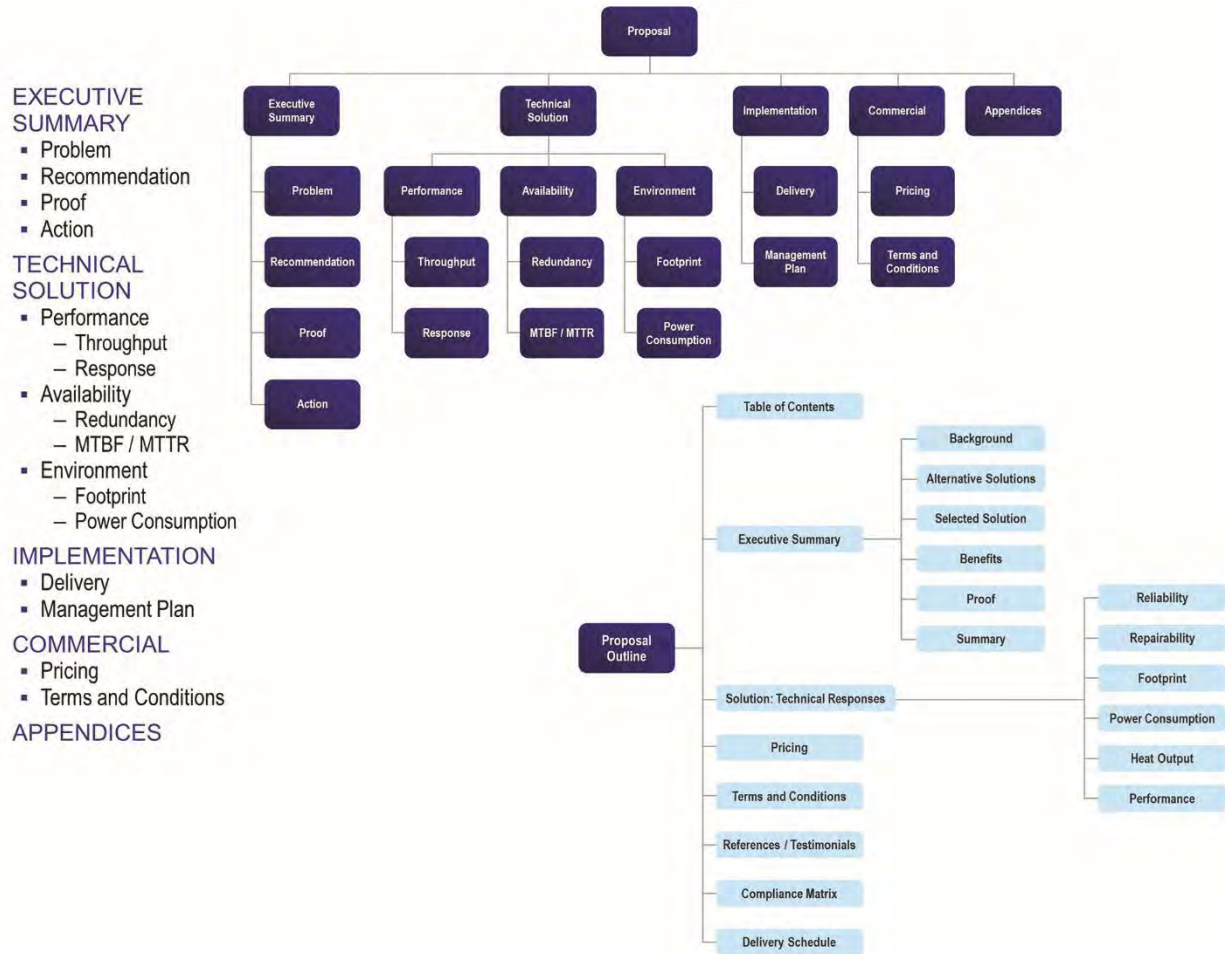 EXECUTIVE
SUMMARY
▪ Problem
▪ Recommendation
▪ Proof
▪ Action
TECHNICAL
SOLUTION
▪ Performance
– Throughput
– Response
▪ Availability
– Redundancy
– MTBF / MTTR
▪ Environment
– Footprint
– Power Consumption
IMPLEMENTATION
▪ Delivery
▪ Management Plan
COMMERCIAL
▪ Pricing
▪ Terms and Conditions
APPENDICES
Proposal
Executive
Summary
Technical
Solution
Implementation
Commercial
Appendices
Problem
Performance
Availability
Environment
Delivery
Pricing
Recommendation
Throughput
Redundancy
Footprint
Management
Plan
Terms and
Conditions
Proof
Response
MTBF / MTTR
Power
Consumption
Action
Proposal
Outline
Table of Contents
Executive Summary
Background
Alternative Solutions
Selected Solution
Benefits
Proof
Summary
Solution: Technical Responses
Reliability
Repairability
Footprint
Power Consumption
Heat Output
Performance
Pricing
Terms and Conditions
References / Testimonials
Compliance Matrix
Delivery Schedule